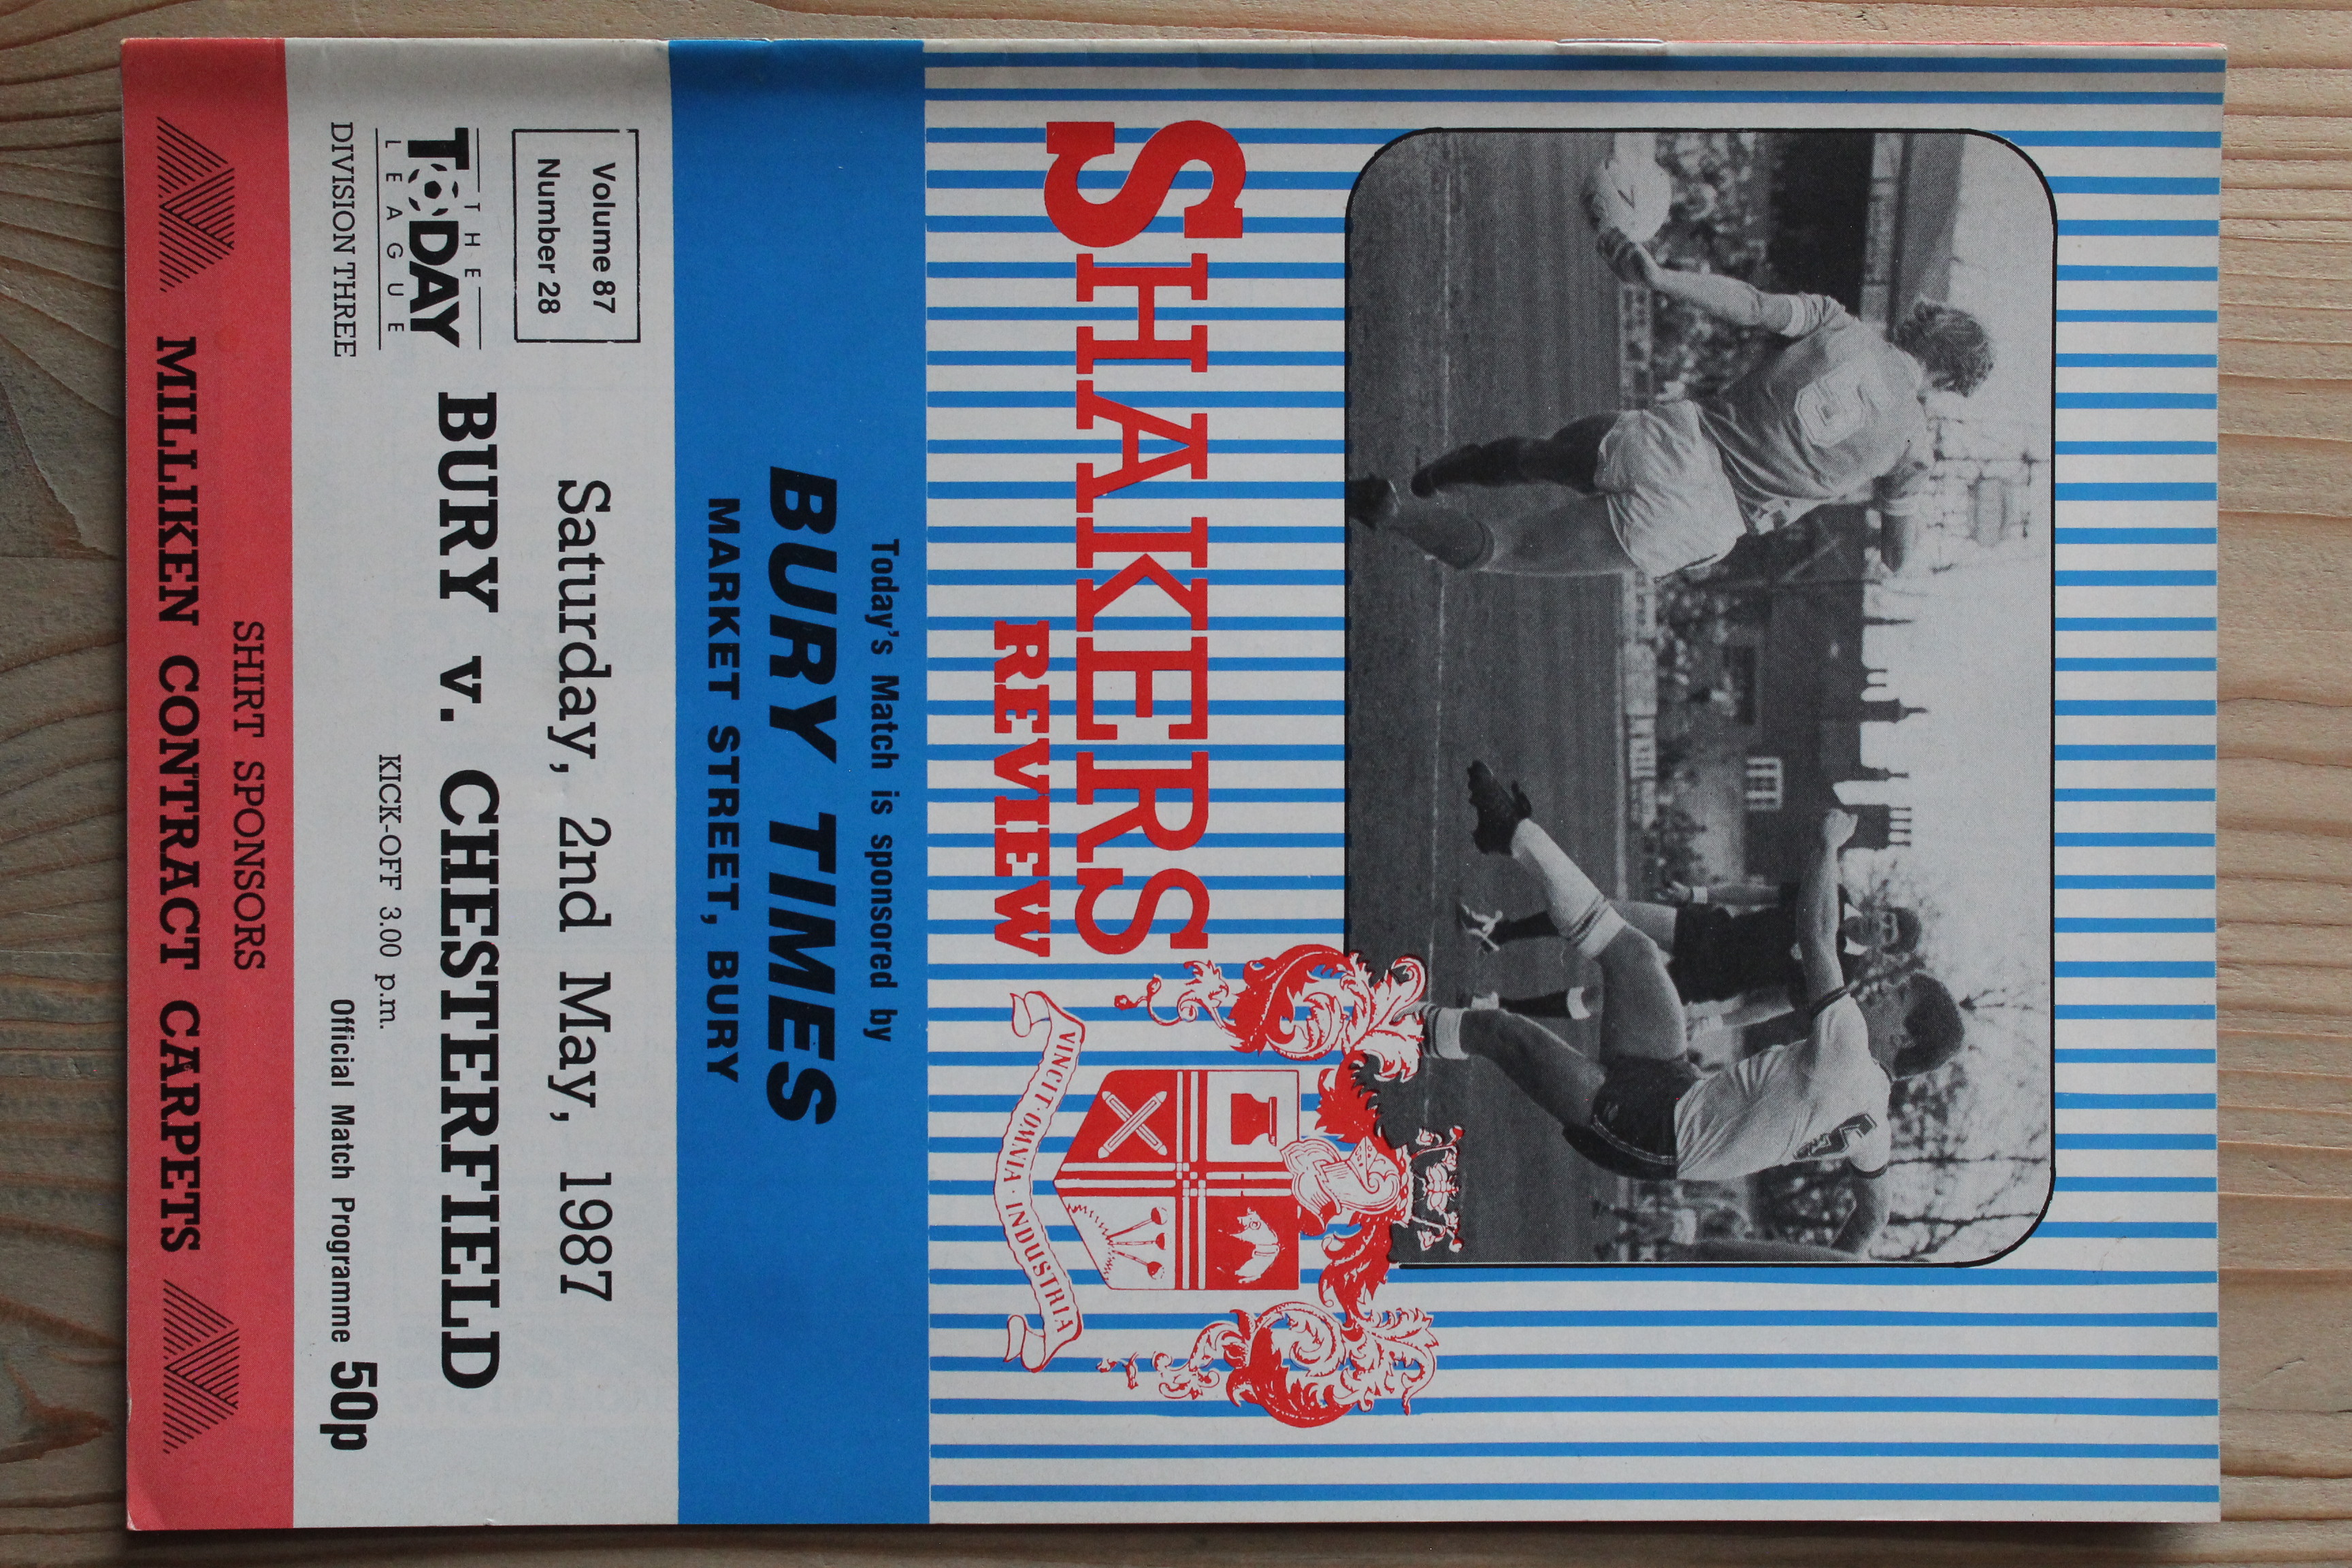 SHAKERS
REVIEW
VINCIT · OMNIA · INDUSTRIA
5
Today's Match is sponsored by
BURY TIMES
MARKET STREET, BURY
Volume 87
Number 28
Saturday, 2nd May, 1987
THE
TODAY
LEAGUE
DIVISION THREE
BURY v. CHESTERFIELD
KICK-OFF 3.00 p.m.
Official Match Programme 50p
SHIRT SPONSORS
MILLIKEN CONTRACT CARPETS